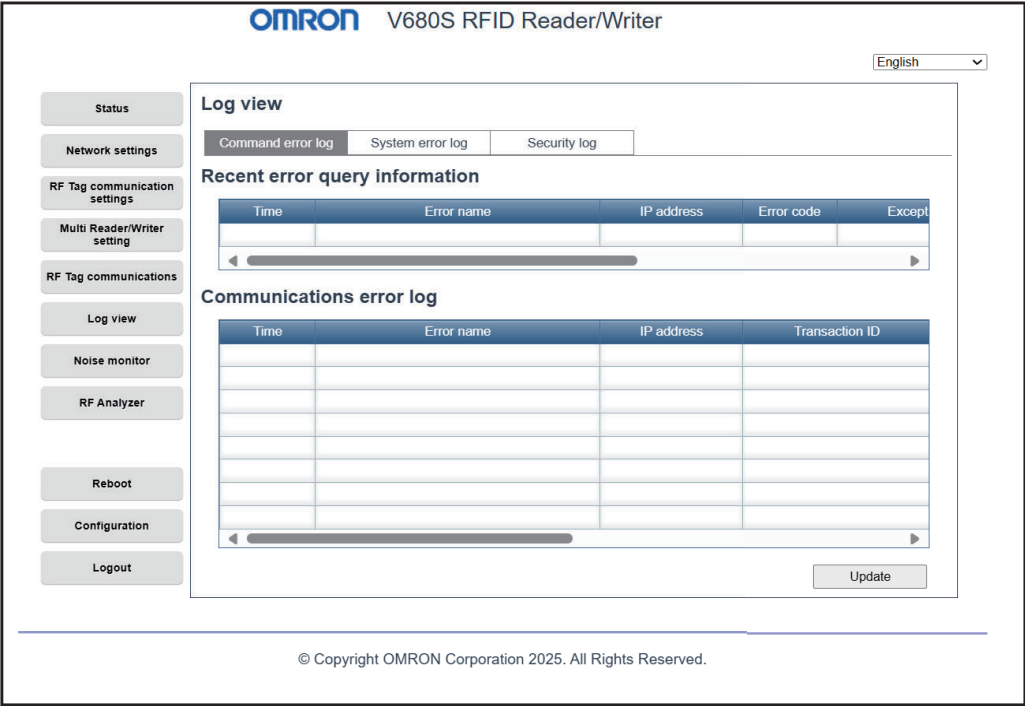 OMRON V680S RFID Reader/Writer
English
Status
Network settings
RF Tag communication
settings
Multi Reader/Writer
setting
RF Tag communications
Log view
Noise monitor
RF Analyzer
Reboot
Configuration
Logout
Log view
Command error log System error log Security log
Recent error query information
Time Error name IP address Error code Except
Communications error log
Time Error name IP address Transaction ID
Update
© Copyright OMRON Corporation 2025. All Rights Reserved.